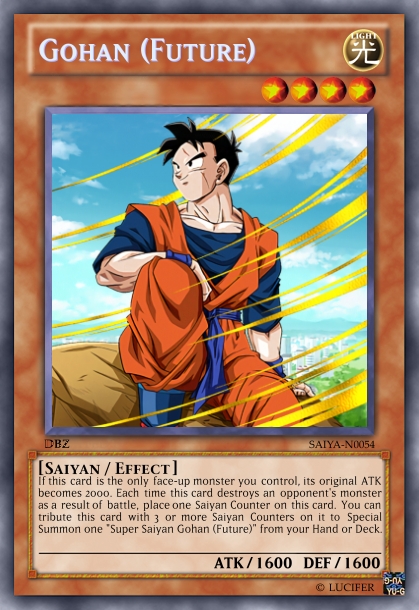 Gohan (Future)
LIGHT
光
DBZ
SAIYA-N0054
[Saiyan / Effect]
If this card is the only face-up monster you control, its original ATK
becomes 2000. Each time this card destroys an opponent's monster
as a result of battle, place one Saiyan Counter on this card. You can
tribute this card with 3 or more Saiyan Counters on it to Special
Summon one "Super Saiyan Gohan (Future)" from your Hand or Deck.
ATK / 1600 DEF / 1600
© LUCIFER